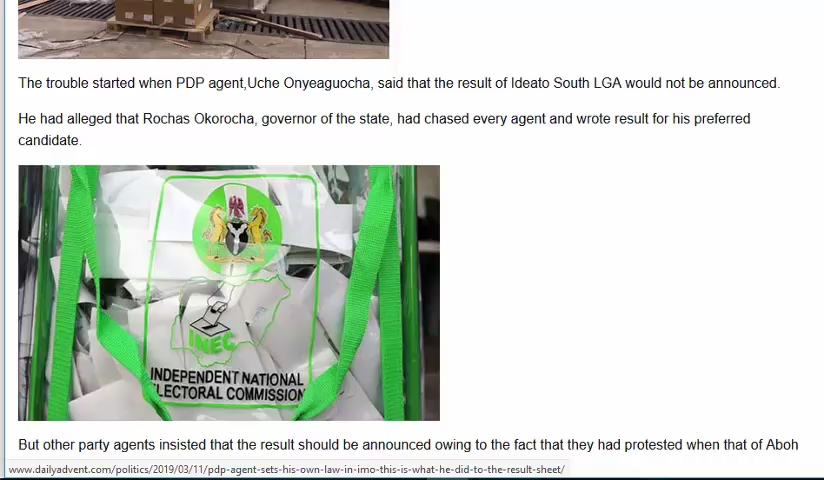 The trouble started when PDP agent,Uche Onyeaguocha, said that the result of Ideato South LGA would not be announced.
He had alleged that Rochas Okorocha, governor of the state, had chased every agent and wrote result for his preferred
candidate.
INEC
INDEPENDENT NATIONAL
ELECTORAL COMMISSION
But other party agents insisted that the result should be announced owing to the fact that they had protested when that of Aboh
www.dailyadvent.com/politics/2019/03/11/pdp-agent-sets-his-own-law-in-imo-this-is-what-he-did-to-the-result-sheet/